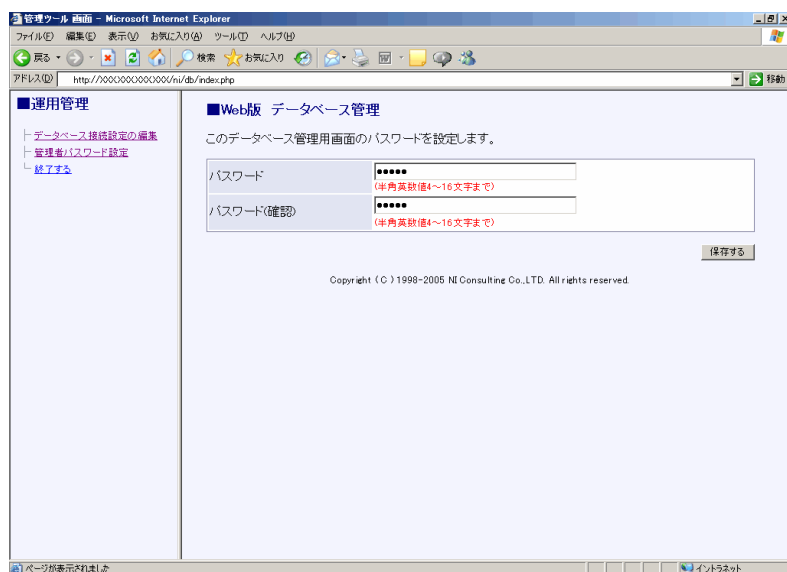 管理ツール 画面 - Microsoft Internet Explorer
ファイル(F) 編集(E) 表示(V) お気に入り(A) ツール(T) ヘルプ(H)
戻る 検索 お気に入り
アドレス(D) http://XXXXXXXXXXXX/ni/db/index.php 移動
■運用管理
データベース接続設定の編集
管理者パスワード設定
終了する
■Web版 データベース管理
このデータベース管理用画面のパスワードを設定します。
パスワード ●●●●●
(半角英数値4～16文字まで)
パスワード(確認) ●●●●●
(半角英数値4～16文字まで)
保存する
Copyright (C) 1998-2005 NI Consulting Co.,LTD. All rights reserved.
ページが表示されました イントラネット